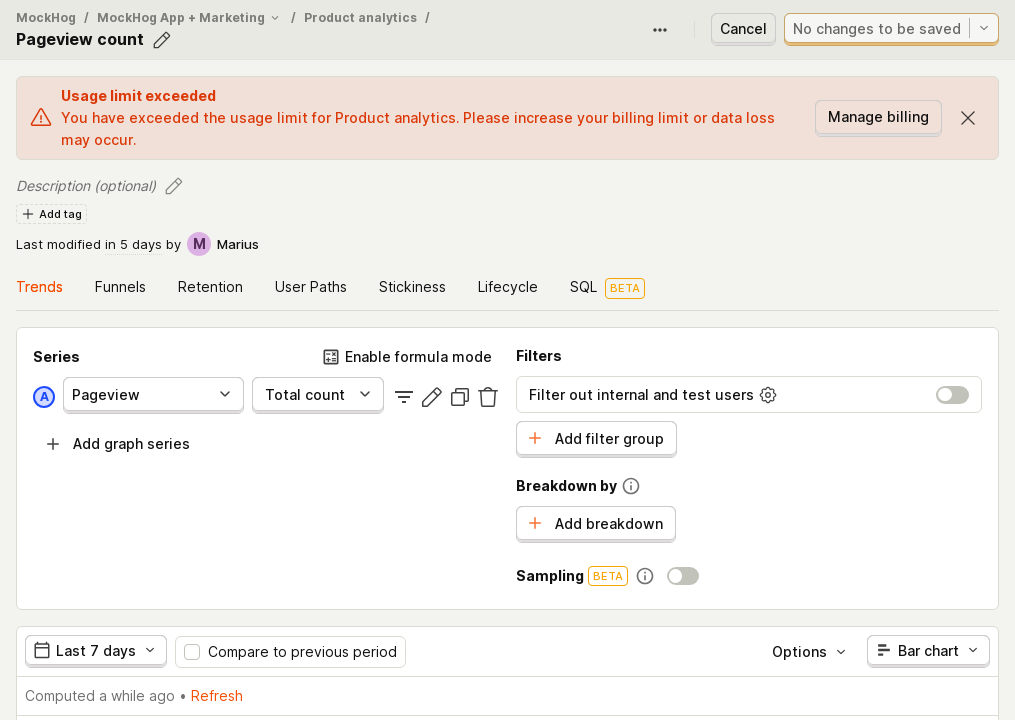 MockHog / MockHog App + Marketing / Product analytics /
Pageview count
Cancel
No changes to be saved
Usage limit exceeded
You have exceeded the usage limit for Product analytics. Please increase your billing limit or data loss
may occur.
Manage billing
Description (optional)
Add tag
Last modified in 5 days by M Marius
Trends Funnels Retention User Paths Stickiness Lifecycle SQL BETA
Series
Enable formula mode
A Pageview Total count
Add graph series
Filters
Filter out internal and test users
Add filter group
Breakdown by
Add breakdown
Sampling BETA
Last 7 days Compare to previous period Options Bar chart
Computed a while ago • Refresh